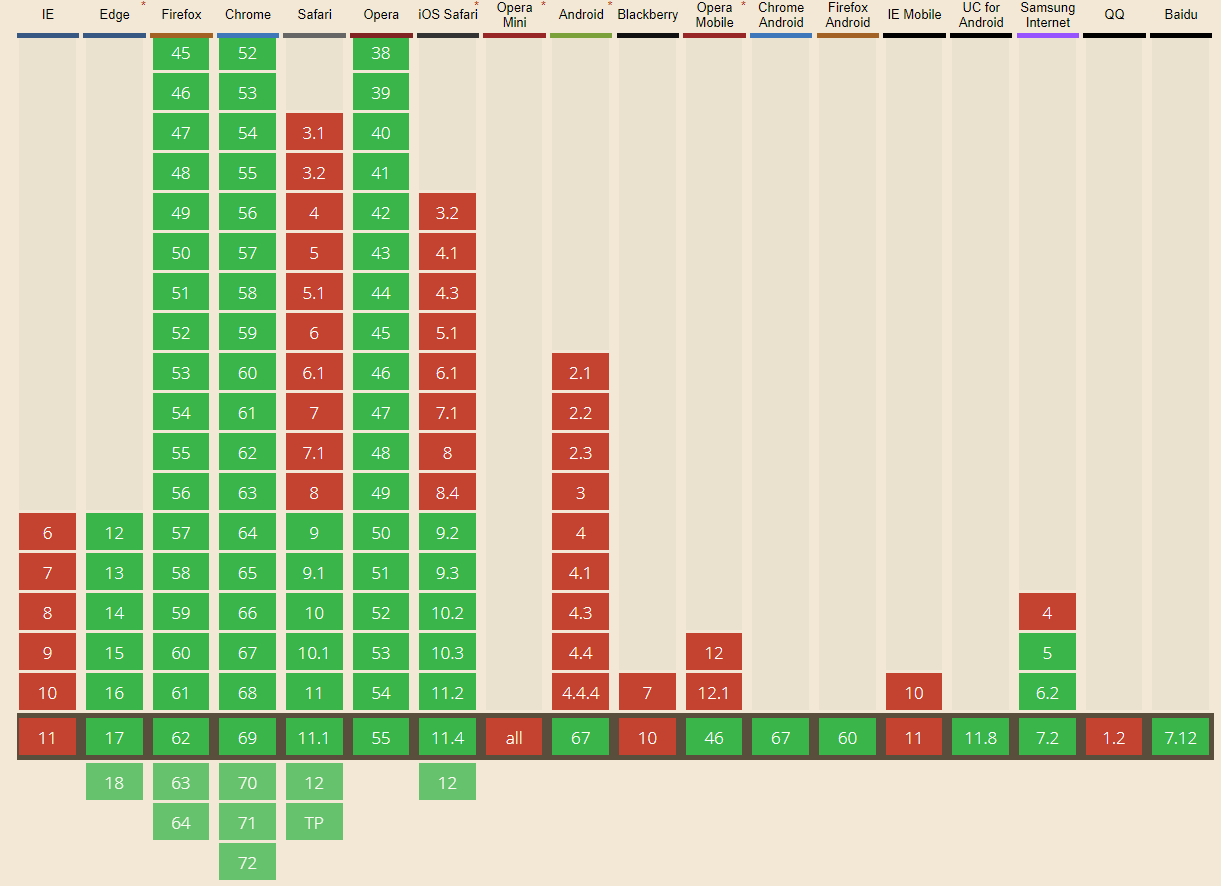 IE Edge * Firefox Chrome Safari Opera iOS Safari * Opera Mini * Android * Blackberry Opera Mobile * Chrome Android Firefox Android IE Mobile UC for Android Samsung Internet QQ Baidu
45 52 38
46 53 39
47 54 3.1 40
48 55 3.2 41
49 56 4 42 3.2
50 57 5 43 4.1
51 58 5.1 44 4.3
52 59 6 45 5.1
53 60 6.1 46 6.1 2.1
54 61 7 47 7.1 2.2
55 62 7.1 48 8 2.3
56 63 8 49 8.4 3
6 12 57 64 9 50 9.2 4
7 13 58 65 9.1 51 9.3 4.1
8 14 59 66 10 52 10.2 4.3 4
9 15 60 67 10.1 53 10.3 4.4 12 5
10 16 61 68 11 54 11.2 4.4.4 7 12.1 10 6.2
11 17 62 69 11.1 55 11.4 all 67 10 46 67 60 11 11.8 7.2 1.2 7.12
18 63 70 12 12
64 71 TP
72